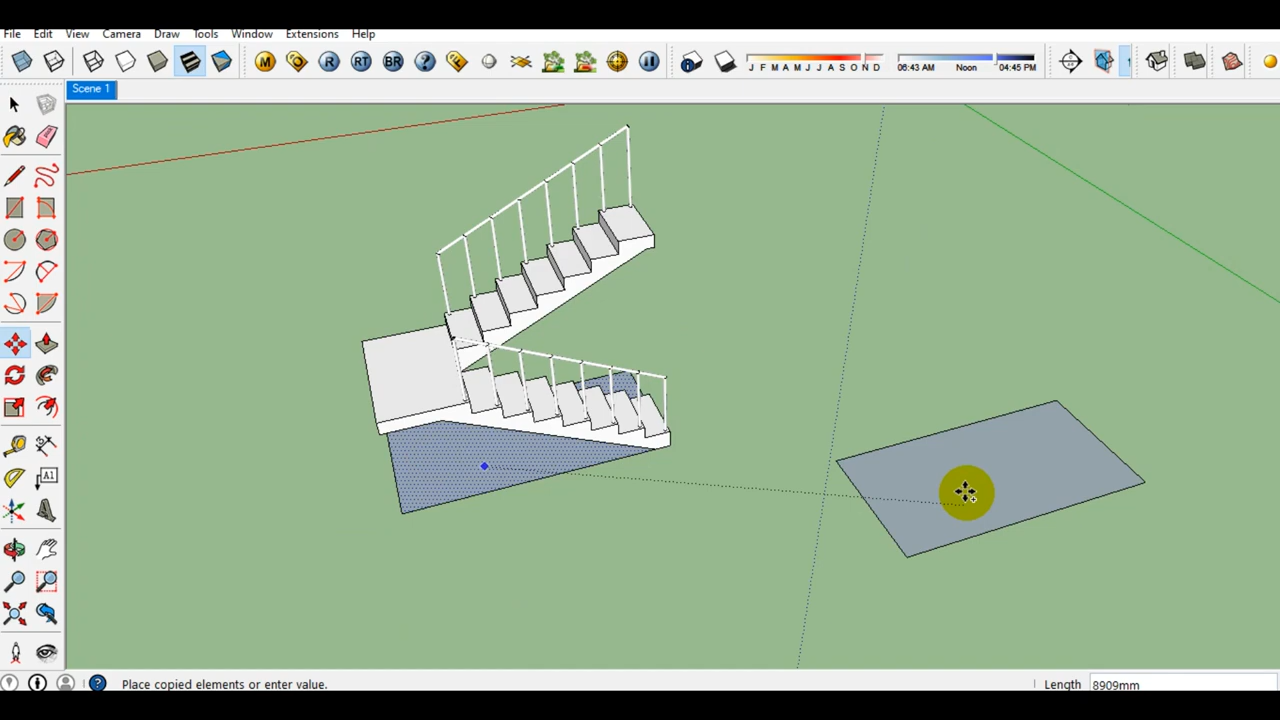 File Edit View Camera Draw Tools Window Extensions Help
M R RT BR ?
J F M A M J J A S O N D 06:43 AM Noon 04:45 PM
Scene 1
A1
? Place copied elements or enter value. Length 8909mm